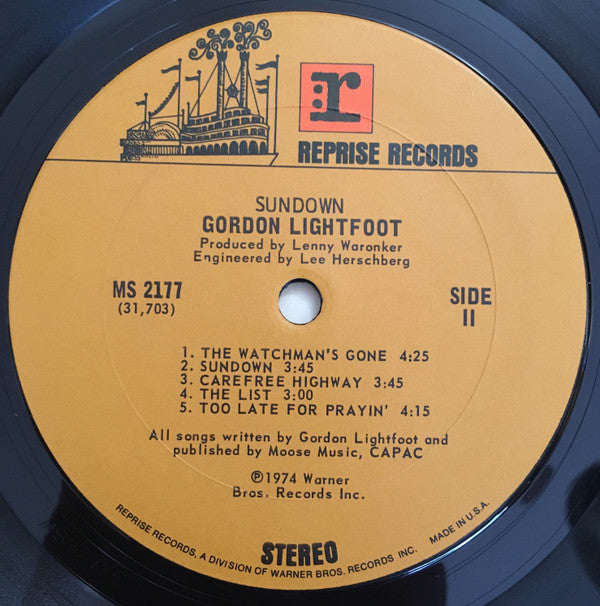 r:
REPRISE RECORDS
SUNDOWN
GORDON LIGHTFOOT
Produced by Lenny Waronker
Engineered by Lee Herschberg
MS 2177
(31,703)
SIDE
II
1. THE WATCHMAN'S GONE 4:25
2. SUNDOWN 3:45
3. CAREFREE HIGHWAY 3:45
4. THE LIST 3:00
5. TOO LATE FOR PRAYIN' 4:15
All songs written by Gordon Lightfoot and
published by Moose Music, CAPAC
℗1974 Warner
Bros. Records Inc.
STEREO
REPRISE RECORDS, A DIVISION OF WARNER BROS. RECORDS INC. MADE IN U.S.A.